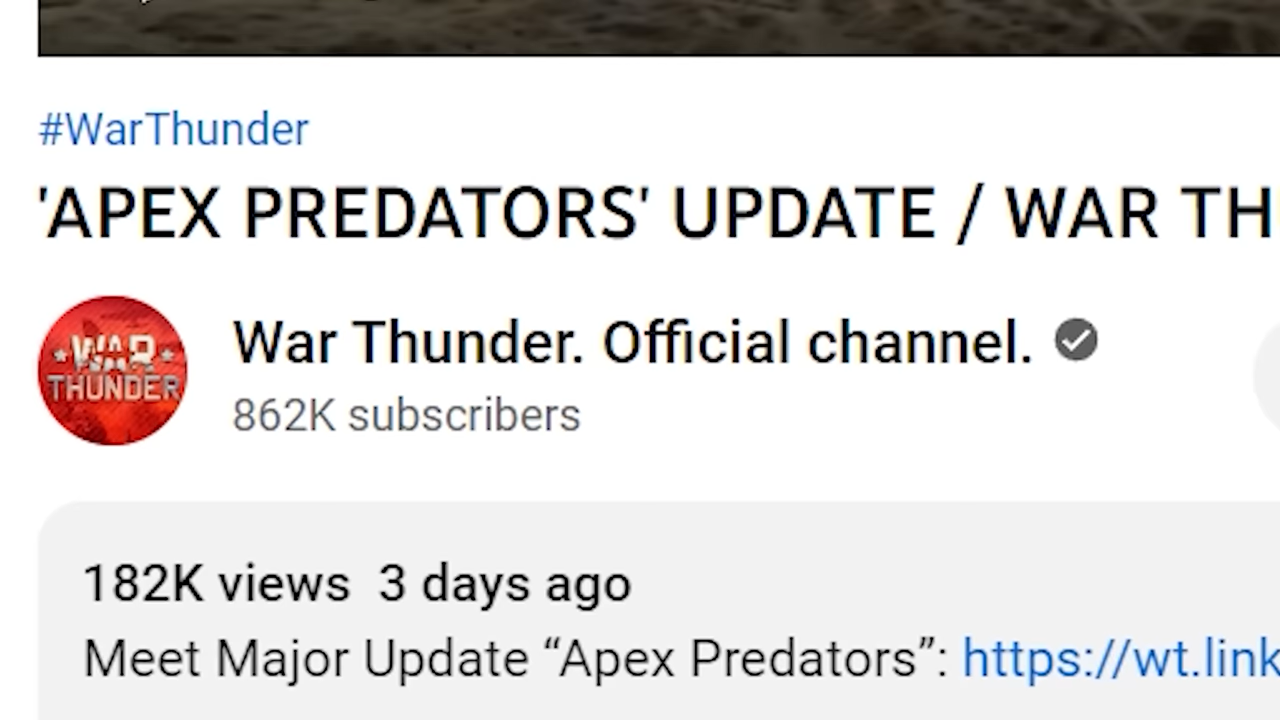 #WarThunder
'APEX PREDATORS' UPDATE / WAR TH
WAR
THUNDER
War Thunder. Official channel.
862K subscribers
182K views 3 days ago
Meet Major Update “Apex Predators”: https://wt.link